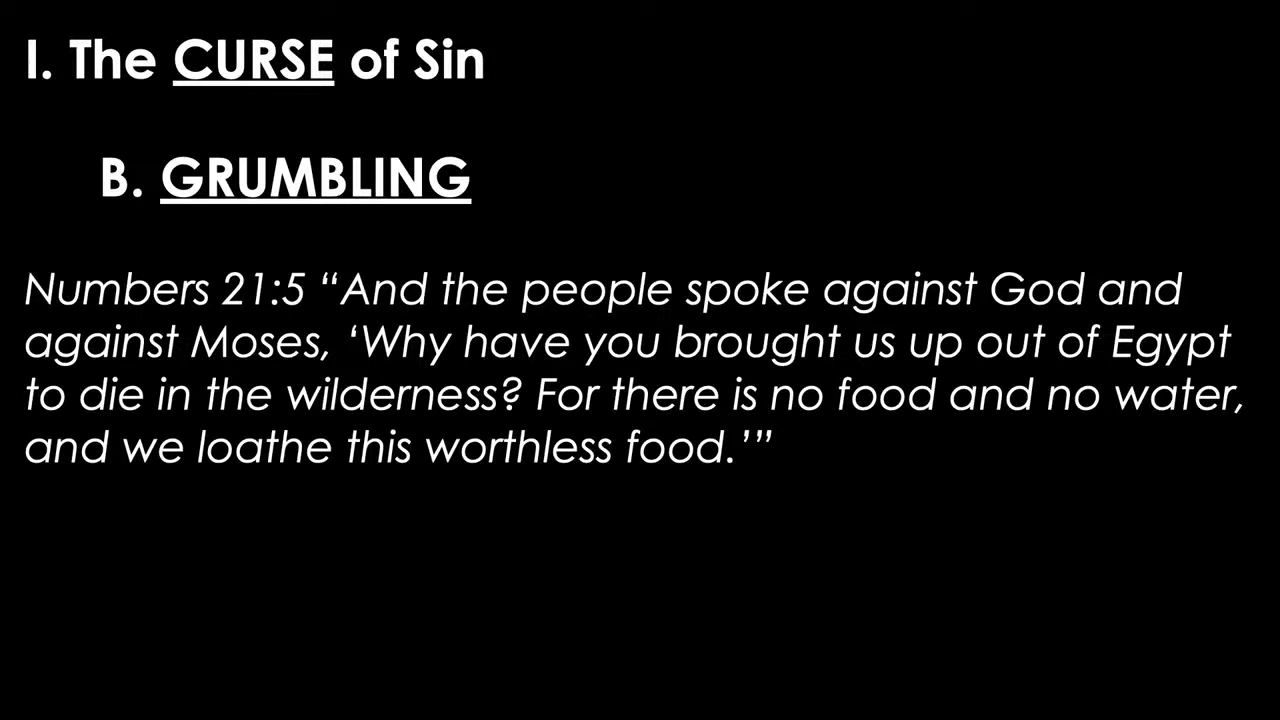 I. The CURSE of Sin
B. GRUMBLING
Numbers 21:5 “And the people spoke against God and
against Moses, ‘Why have you brought us up out of Egypt
to die in the wilderness? For there is no food and no water,
and we loathe this worthless food.’”